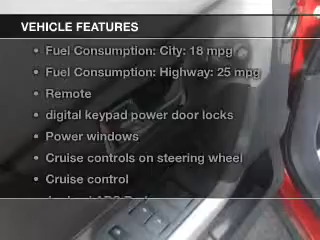 VEHICLE FEATURES
• Fuel Consumption: City: 18 mpg
• Fuel Consumption: Highway: 25 mpg
• Remote
• digital keypad power door locks
• Power windows
• Cruise controls on steering wheel
• Cruise control